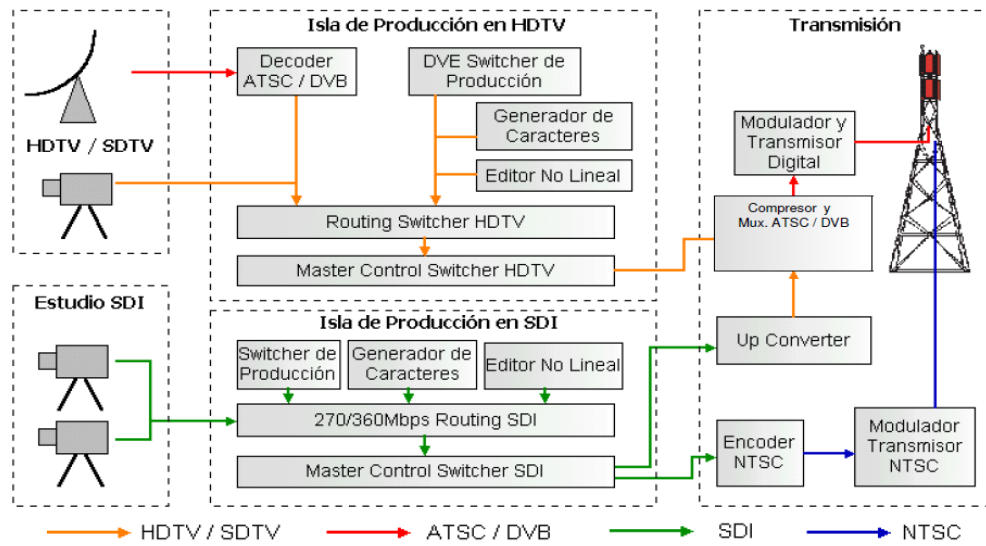 Isla de Producción en HDTV
Transmisión
Decoder
ATSC / DVB
DVE Switcher de
Producción
Generador de
Caracteres
Editor No Lineal
HDTV / SDTV
Routing Switcher HDTV
Master Control Switcher HDTV
Modulador y
Transmisor
Digital
Compresor y
Mux. ATSC / DVB
Up Converter
Estudio SDI
Isla de Producción en SDI
Switcher de
Producción
Generador de
Caracteres
Editor No Lineal
270/360Mbps Routing SDI
Master Control Switcher SDI
Encoder
NTSC
Modulador
Transmisor
NTSC
HDTV / SDTV
ATSC / DVB
SDI
NTSC